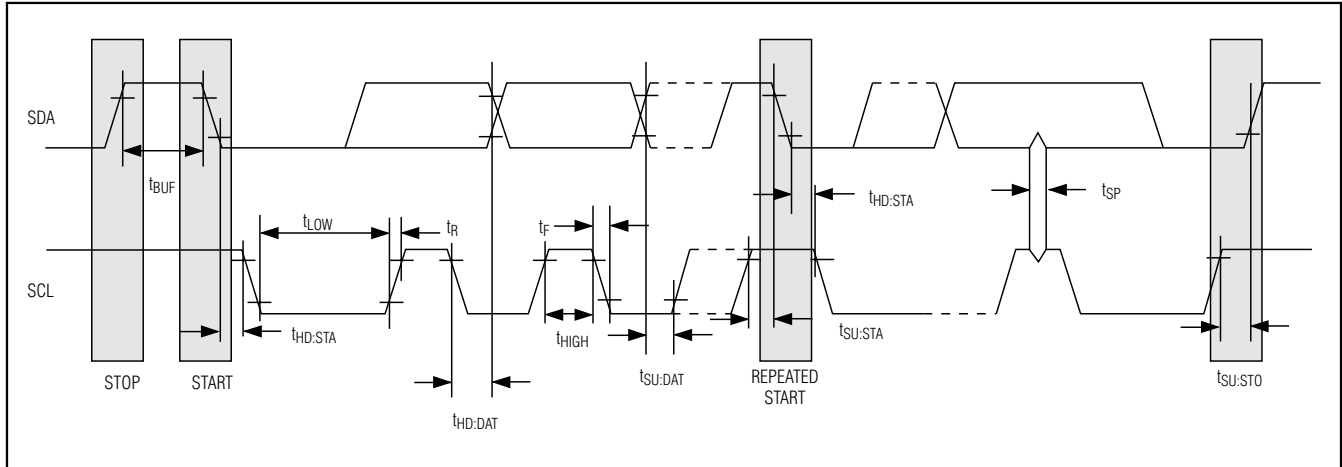 SDA
tBUF
tLOW
tR
tF
tHD:STA
tSP
SCL
tHD:STA
tHIGH
tSU:DAT
tSU:STA
tSU:STO
STOP
START
REPEATED
START
tHD:DAT